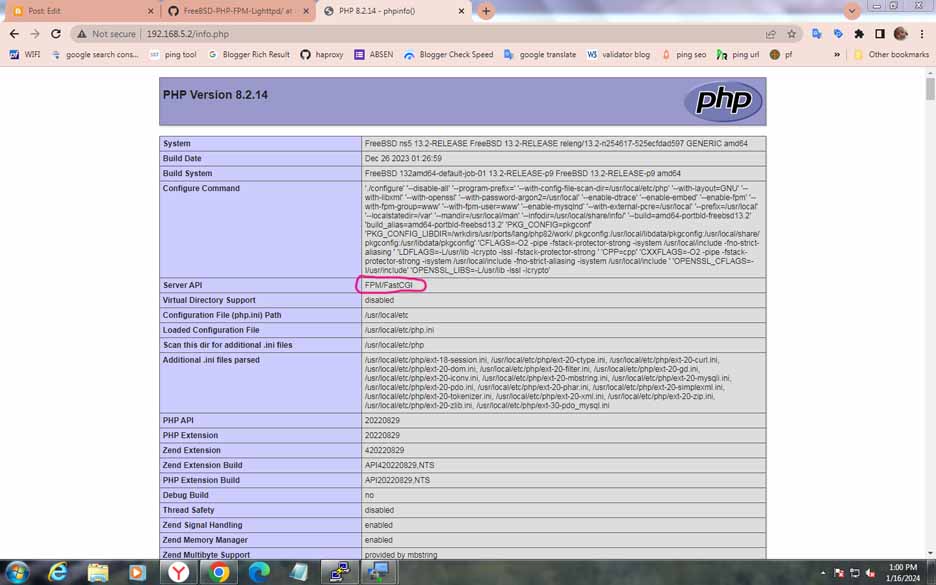 Post: Edit
FreeBSD-PHP-FPM-Lighttpd/ at
PHP 8.2.14 - phpinfo()
Not secure
192.168.5.2/info.php
WIFI
google search cons...
ping tool
Blogger Rich Result
haproxy
ABSEN
Blogger Check Speed
google translate
validator blog
ping seo
ping url
pf
»
Other bookmarks
PHP Version 8.2.14
php
System FreeBSD ns5 13.2-RELEASE FreeBSD 13.2-RELEASE releng/13.2-n254617-525ecfdad597 GENERIC amd64
Build Date Dec 26 2023 01:26:59
Build System FreeBSD 132amd64-default-job-01 13.2-RELEASE-p9 FreeBSD 13.2-RELEASE-p9 amd64
Configure Command './configure' '--disable-all' '--program-prefix=' '--with-config-file-scan-dir=/usr/local/etc/php' '--with-layout=GNU' '--
with-libxml' '--with-openssl' '--with-password-argon2=/usr/local' '--enable-dtrace' '--enable-embed' '--enable-fpm' '--
with-fpm-group=www' '--with-fpm-user=www' '--enable-mysqlnd' '--with-external-pcre=/usr/local' '--prefix=/usr/local'
'--localstatedir=/var' '--mandir=/usr/local/man' '--infodir=/usr/local/share/info/' '--build=amd64-portbld-freebsd13.2'
'build_alias=amd64-portbld-freebsd13.2' 'PKG_CONFIG=pkgconf'
'PKG_CONFIG_LIBDIR=/wrkdirs/usr/ports/lang/php82/work/.pkgconfig:/usr/local/libdata/pkgconfig:/usr/local/share/
pkgconfig:/usr/libdata/pkgconfig' 'CFLAGS=-O2 -pipe -fstack-protector-strong -isystem /usr/local/include -fno-strict-
aliasing ' 'LDFLAGS=-L/usr/lib -lcrypto -lssl -fstack-protector-strong ' 'CPP=cpp' 'CXXFLAGS=-O2 -pipe -fstack-
protector-strong -isystem /usr/local/include -fno-strict-aliasing -isystem /usr/local/include ' 'OPENSSL_CFLAGS=-
I/usr/include' 'OPENSSL_LIBS=-L/usr/lib -lssl -lcrypto'
Server API FPM/FastCGI
Virtual Directory Support disabled
Configuration File (php.ini) Path /usr/local/etc
Loaded Configuration File /usr/local/etc/php.ini
Scan this dir for additional .ini files /usr/local/etc/php
Additional .ini files parsed /usr/local/etc/php/ext-18-session.ini, /usr/local/etc/php/ext-20-ctype.ini, /usr/local/etc/php/ext-20-curl.ini,
/usr/local/etc/php/ext-20-dom.ini, /usr/local/etc/php/ext-20-filter.ini, /usr/local/etc/php/ext-20-gd.ini,
/usr/local/etc/php/ext-20-iconv.ini, /usr/local/etc/php/ext-20-mbstring.ini, /usr/local/etc/php/ext-20-mysqli.ini,
/usr/local/etc/php/ext-20-pdo.ini, /usr/local/etc/php/ext-20-phar.ini, /usr/local/etc/php/ext-20-simplexml.ini,
/usr/local/etc/php/ext-20-tokenizer.ini, /usr/local/etc/php/ext-20-xml.ini, /usr/local/etc/php/ext-20-zip.ini,
/usr/local/etc/php/ext-20-zlib.ini, /usr/local/etc/php/ext-30-pdo_mysql.ini
PHP API 20220829
PHP Extension 20220829
Zend Extension 420220829
Zend Extension Build API420220829,NTS
PHP Extension Build API20220829,NTS
Debug Build no
Thread Safety disabled
Zend Signal Handling enabled
Zend Memory Manager enabled
Zend Multibyte Support provided by mbstring
1:00 PM
1/16/2024